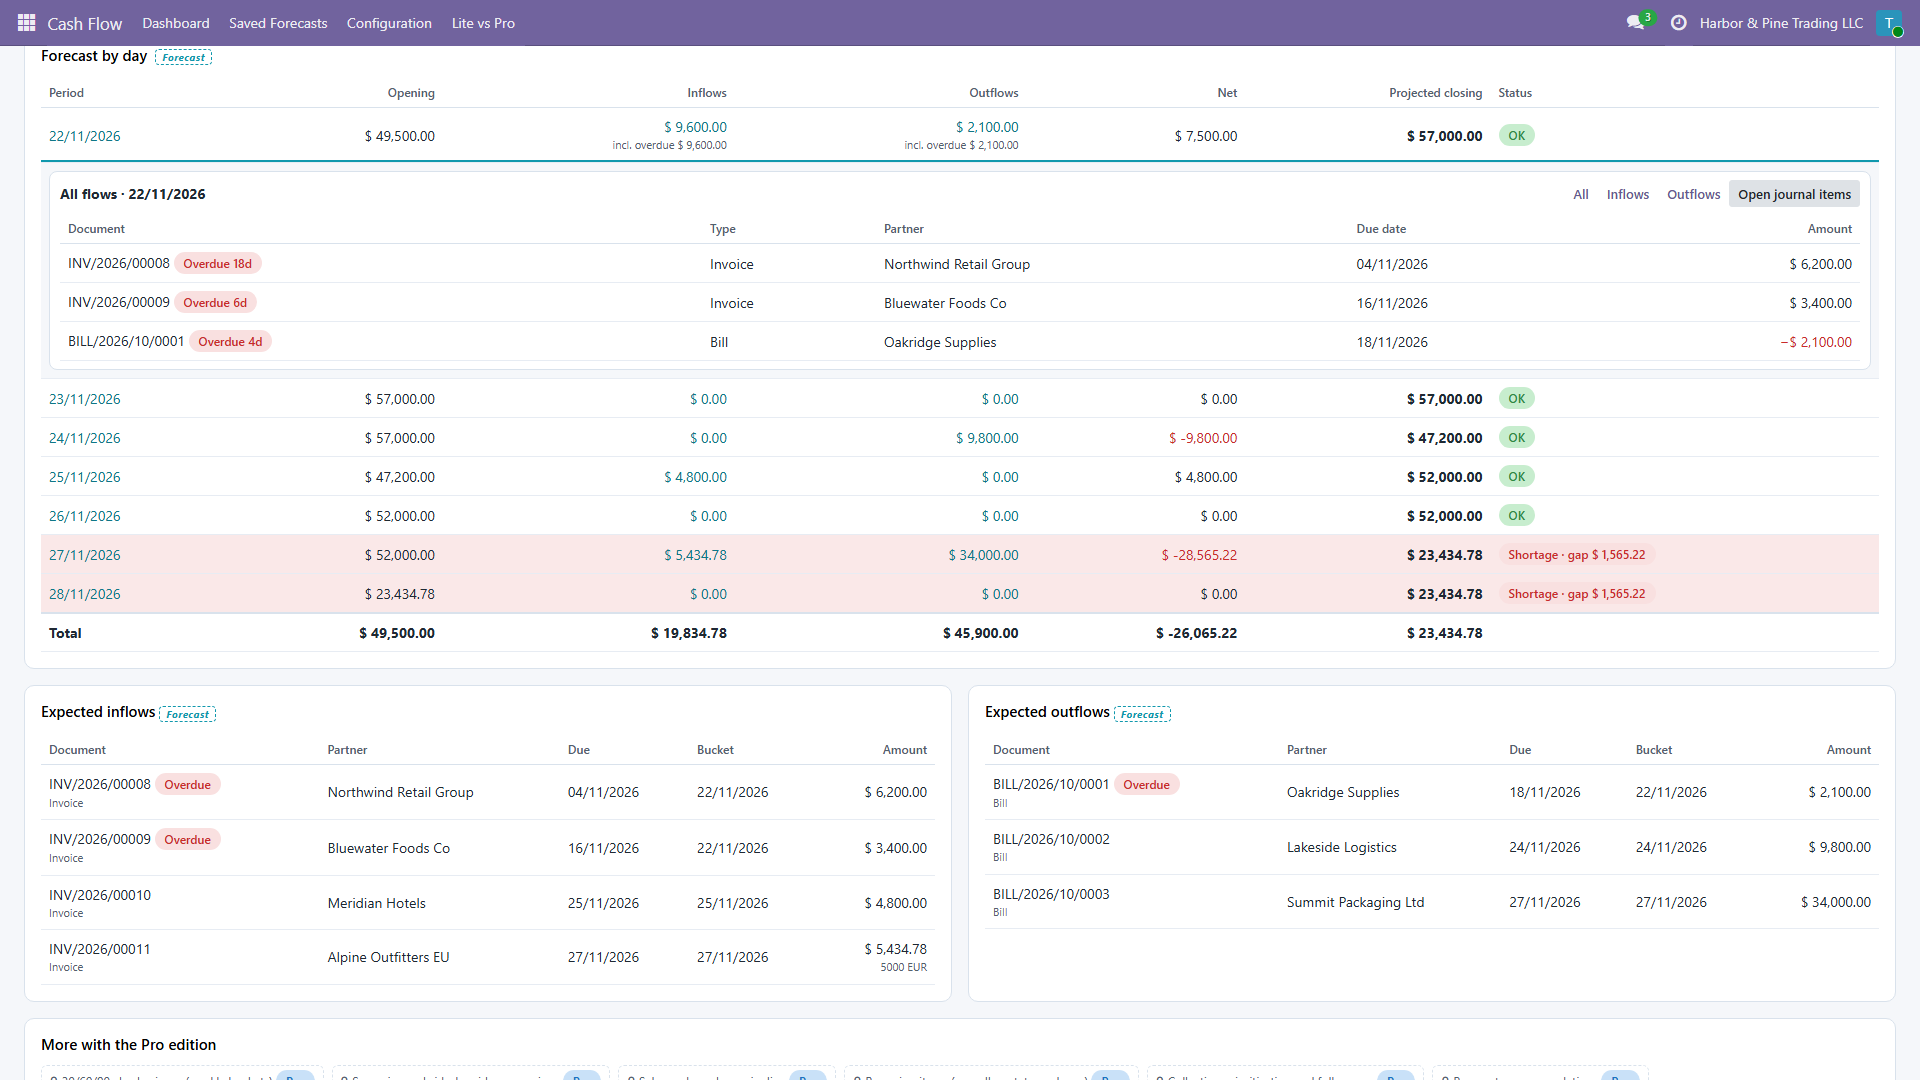 Cash Flow Dashboard Saved Forecasts Configuration Lite vs Pro 3 Harbor & Pine Trading LLC T
Forecast by day Forecast
Period Opening Inflows Outflows Net Projected closing Status
22/11/2026 $ 49,500.00 $ 9,600.00 $ 2,100.00 $ 7,500.00 $ 57,000.00 OK
incl. overdue $ 9,600.00 incl. overdue $ 2,100.00
All flows · 22/11/2026 All Inflows Outflows Open journal items
Document Type Partner Due date Amount
INV/2026/00008 Overdue 18d Invoice Northwind Retail Group 04/11/2026 $ 6,200.00
INV/2026/00009 Overdue 6d Invoice Bluewater Foods Co 16/11/2026 $ 3,400.00
BILL/2026/10/0001 Overdue 4d Bill Oakridge Supplies 18/11/2026 −$ 2,100.00
23/11/2026 $ 57,000.00 $ 0.00 $ 0.00 $ 0.00 $ 57,000.00 OK
24/11/2026 $ 57,000.00 $ 0.00 $ 9,800.00 $ -9,800.00 $ 47,200.00 OK
25/11/2026 $ 47,200.00 $ 4,800.00 $ 0.00 $ 4,800.00 $ 52,000.00 OK
26/11/2026 $ 52,000.00 $ 0.00 $ 0.00 $ 0.00 $ 52,000.00 OK
27/11/2026 $ 52,000.00 $ 5,434.78 $ 34,000.00 $ -28,565.22 $ 23,434.78 Shortage · gap $ 1,565.22
28/11/2026 $ 23,434.78 $ 0.00 $ 0.00 $ 0.00 $ 23,434.78 Shortage · gap $ 1,565.22
Total $ 49,500.00 $ 19,834.78 $ 45,900.00 $ -26,065.22 $ 23,434.78
Expected inflows Forecast
Document Partner Due Bucket Amount
INV/2026/00008 Overdue Northwind Retail Group 04/11/2026 22/11/2026 $ 6,200.00
Invoice
INV/2026/00009 Overdue Bluewater Foods Co 16/11/2026 22/11/2026 $ 3,400.00
Invoice
INV/2026/00010 Meridian Hotels 25/11/2026 25/11/2026 $ 4,800.00
Invoice
INV/2026/00011 Alpine Outfitters EU 27/11/2026 27/11/2026 $ 5,434.78
Invoice 5000 EUR
Expected outflows Forecast
Document Partner Due Bucket Amount
BILL/2026/10/0001 Overdue Oakridge Supplies 18/11/2026 22/11/2026 $ 2,100.00
Bill
BILL/2026/10/0002 Lakeside Logistics 24/11/2026 24/11/2026 $ 9,800.00
Bill
BILL/2026/10/0003 Summit Packaging Ltd 27/11/2026 27/11/2026 $ 34,000.00
Bill
More with the Pro edition